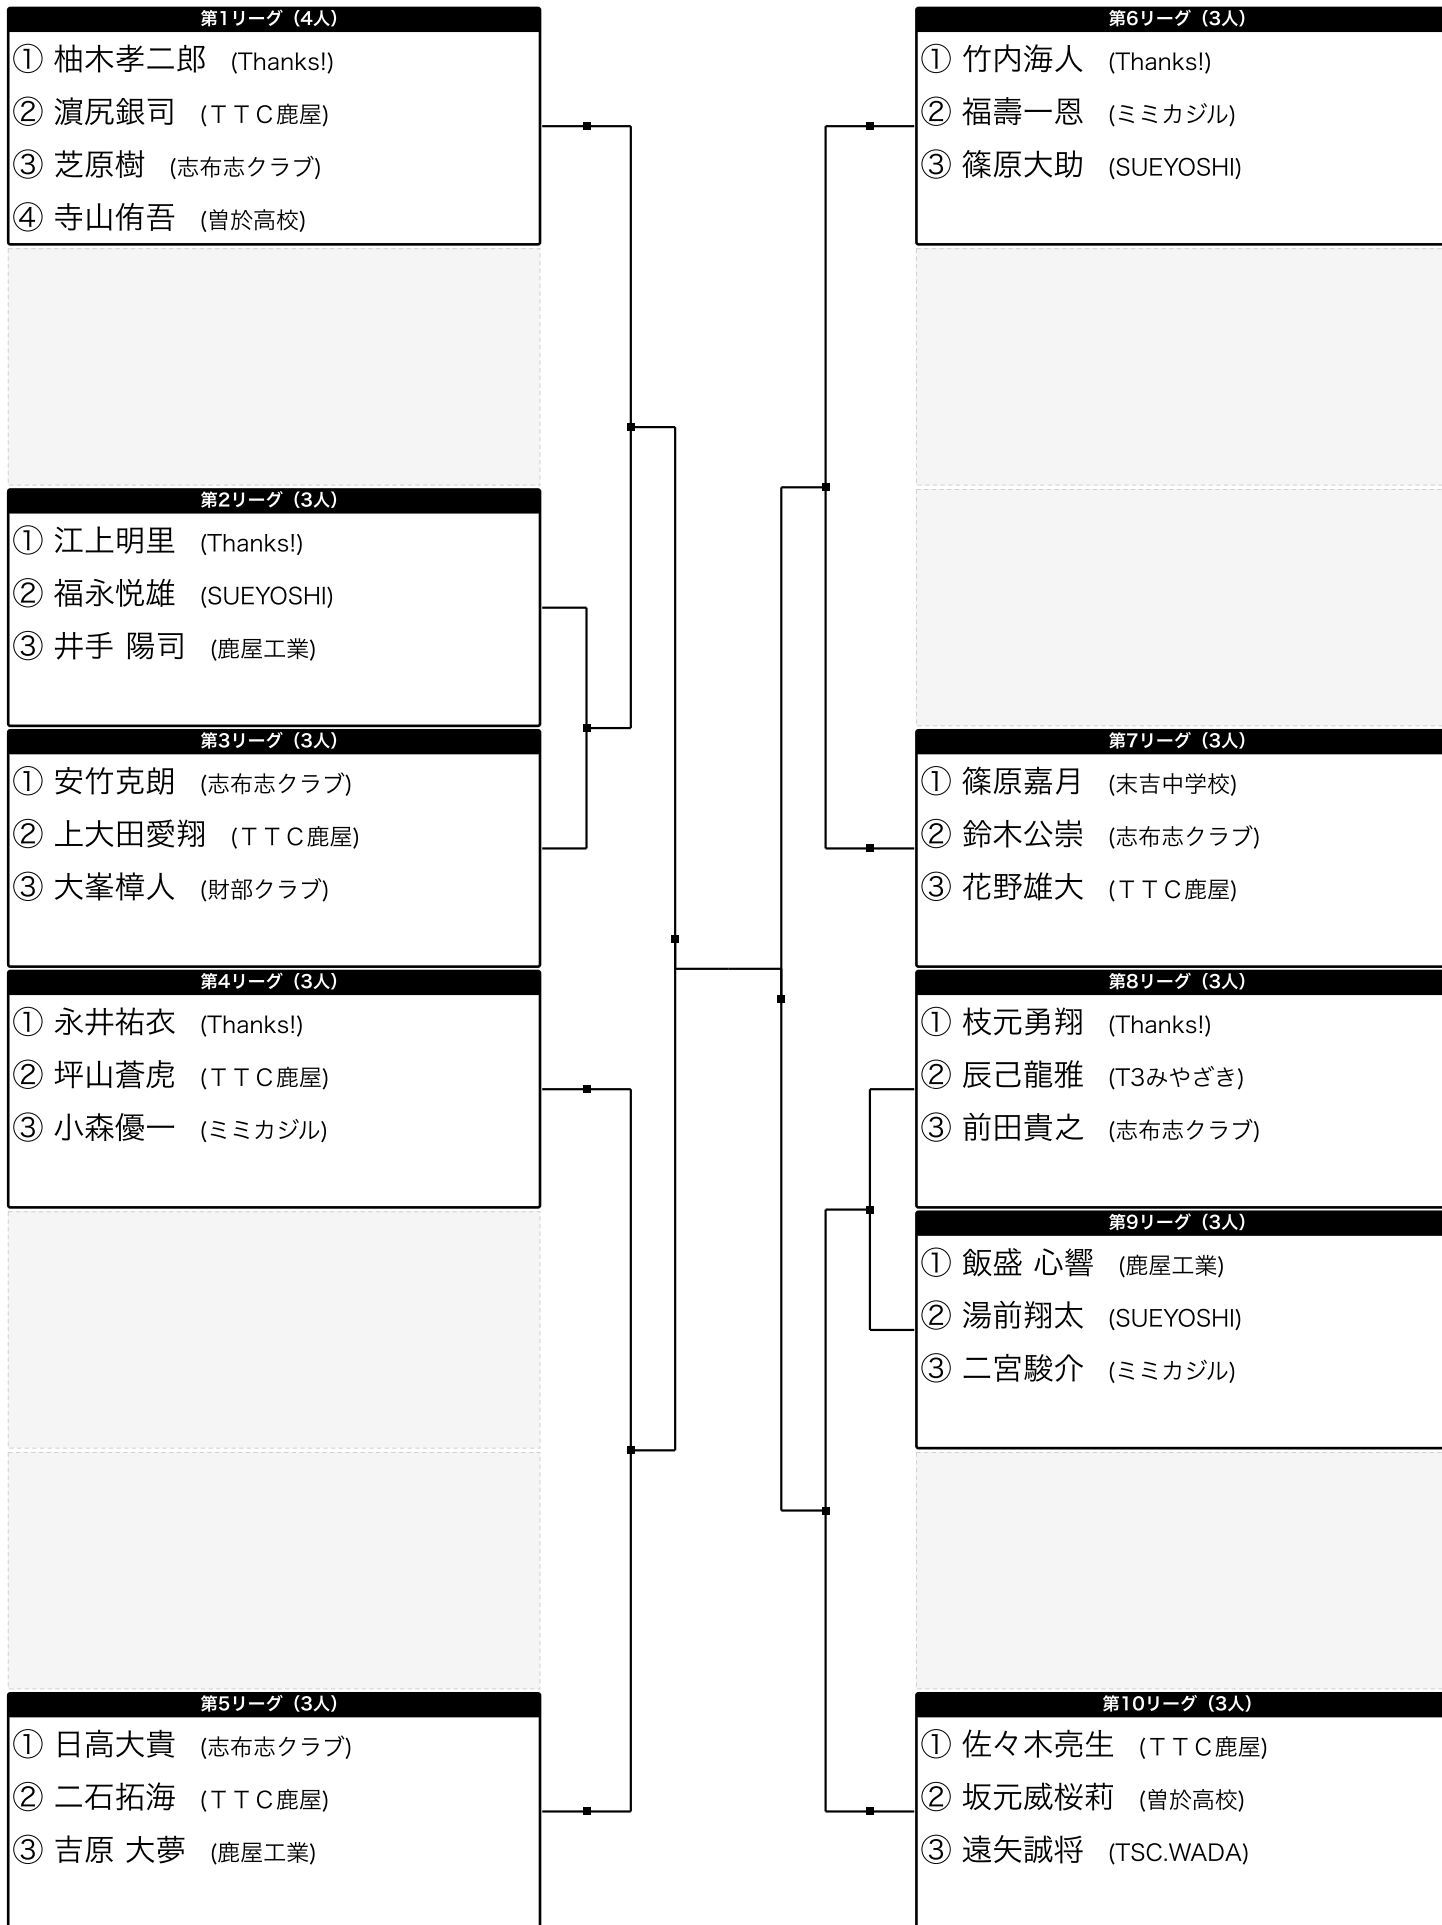 第1リーグ（4人）
① 柚木孝二郎 (Thanks!)
② 濵尻銀司 (ＴＴＣ鹿屋)
③ 芝原樹 (志布志クラブ)
④ 寺山侑吾 (曽於高校)
第2リーグ（3人）
① 江上明里 (Thanks!)
② 福永悦雄 (SUEYOSHI)
③ 井手 陽司 (鹿屋工業)
第3リーグ（3人）
① 安竹克朗 (志布志クラブ)
② 上大田愛翔 (ＴＴＣ鹿屋)
③ 大峯樟人 (財部クラブ)
第4リーグ（3人）
① 永井祐衣 (Thanks!)
② 坪山蒼虎 (ＴＴＣ鹿屋)
③ 小森優一 (ミミカジル)
第5リーグ（3人）
① 日高大貴 (志布志クラブ)
② 二石拓海 (ＴＴＣ鹿屋)
③ 吉原 大夢 (鹿屋工業)
第6リーグ（3人）
① 竹内海人 (Thanks!)
② 福壽一恩 (ミミカジル)
③ 篠原大助 (SUEYOSHI)
第7リーグ（3人）
① 篠原嘉月 (末吉中学校)
② 鈴木公崇 (志布志クラブ)
③ 花野雄大 (ＴＴＣ鹿屋)
第8リーグ（3人）
① 枝元勇翔 (Thanks!)
② 辰己龍雅 (T3みやざき)
③ 前田貴之 (志布志クラブ)
第9リーグ（3人）
① 飯盛 心響 (鹿屋工業)
② 湯前翔太 (SUEYOSHI)
③ 二宮駿介 (ミミカジル)
第10リーグ（3人）
① 佐々木亮生 (ＴＴＣ鹿屋)
② 坂元威桜莉 (曽於高校)
③ 遠矢誠将 (TSC.WADA)